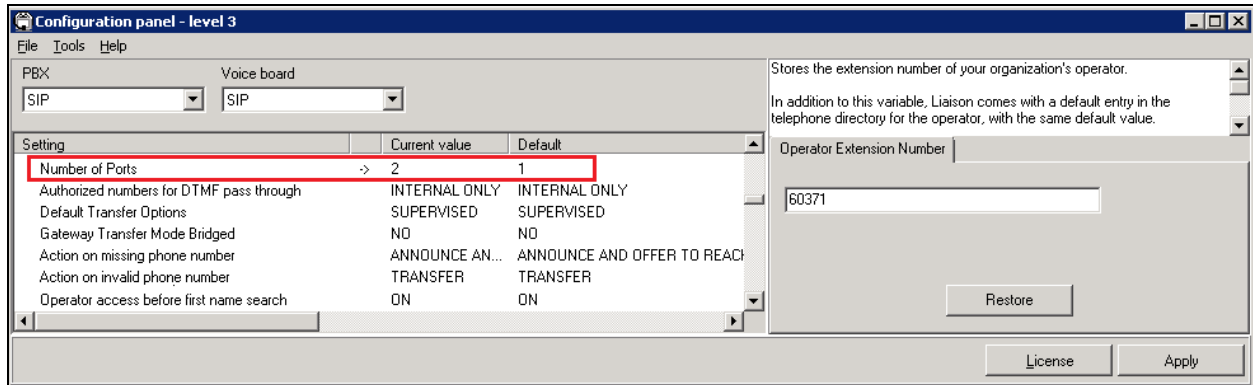 Configuration panel - level 3
File Tools Help
PBX Voice board
SIP SIP
Setting Current value Default
Number of Ports -> 2 1
Authorized numbers for DTMF pass through INTERNAL ONLY INTERNAL ONLY
Default Transfer Options SUPERVISED SUPERVISED
Gateway Transfer Mode Bridged NO NO
Action on missing phone number ANNOUNCE AN... ANNOUNCE AND OFFER TO REACH
Action on invalid phone number TRANSFER TRANSFER
Operator access before first name search ON ON
Stores the extension number of your organization's operator.
In addition to this variable, Liaison comes with a default entry in the
telephone directory for the operator, with the same default value.
Operator Extension Number
60371
Restore
License Apply